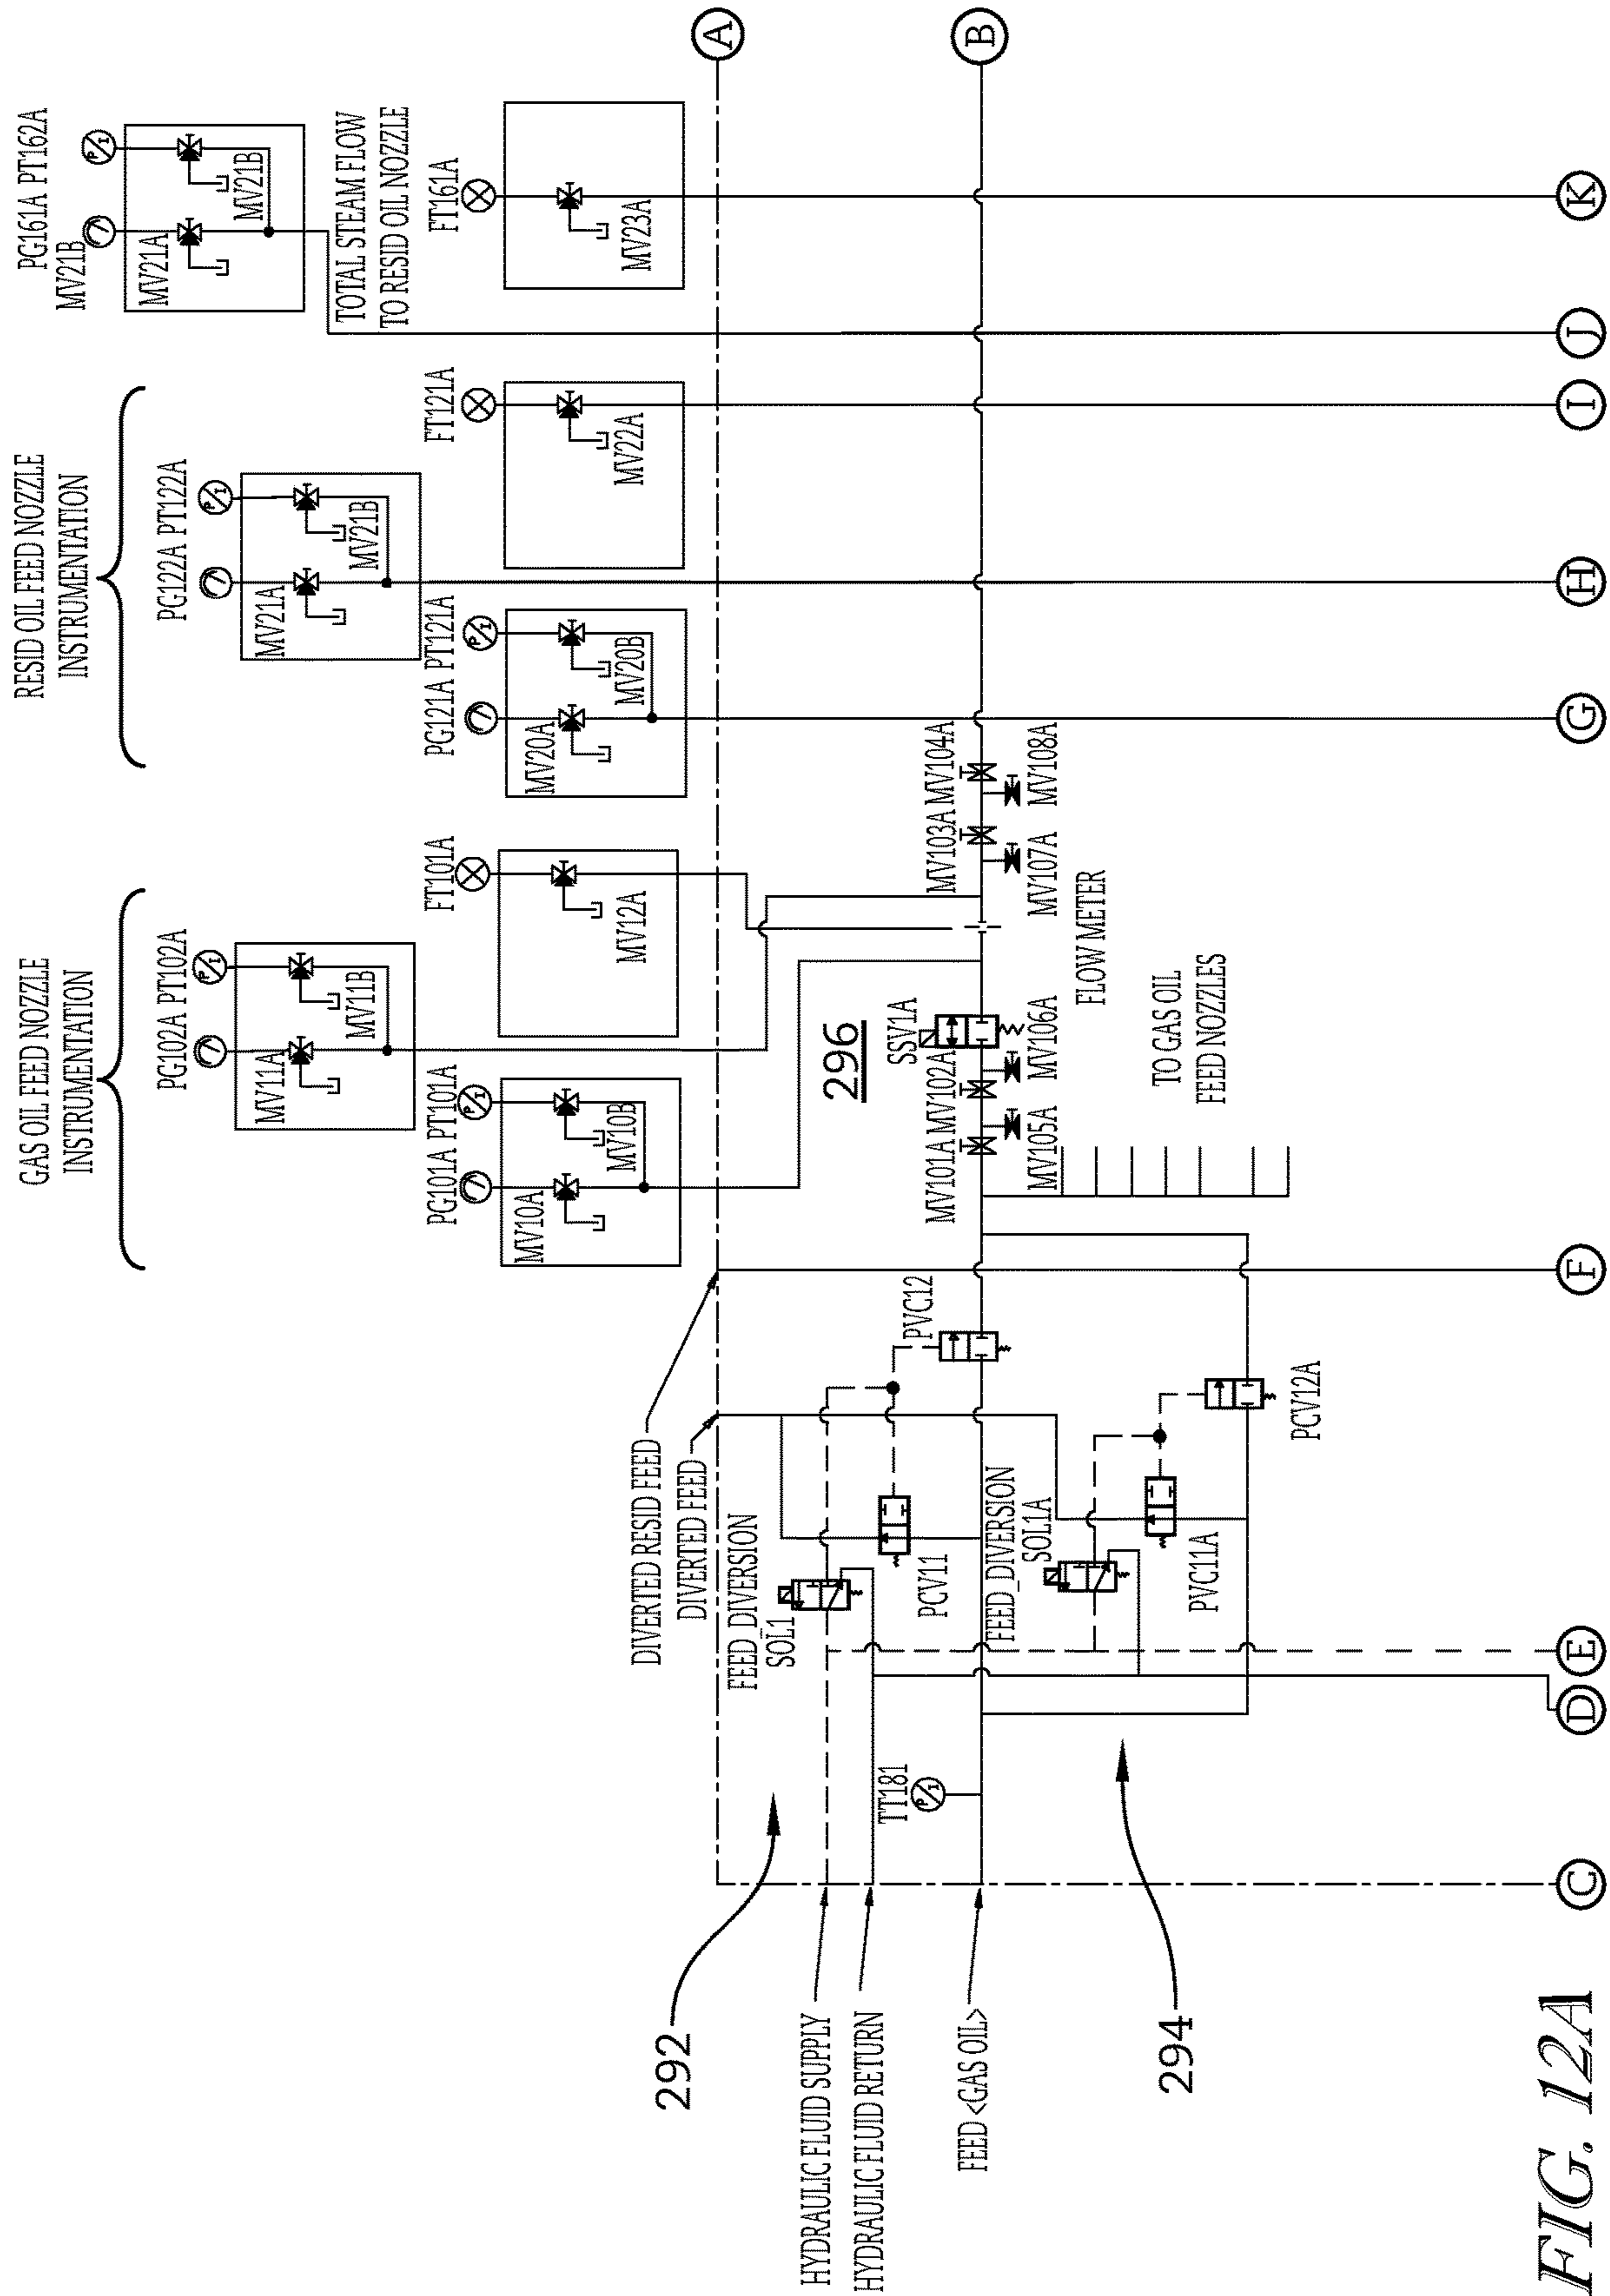 GAS OIL FEED NOZZLE
INSTRUMENTATION
RESID OIL FEED NOZZLE
INSTRUMENTATION
PG102A PT102A
MV11A
MV11B
PG101A PT101A
MV10A
MV10B
FT101A
MV12A
PG122A PT122A
MV21A
MV21B
PG121A PT121A
MV20A
MV20B
FT121A
MV22A
PG161A PT162A
MV21B
MV21A
MV21B
TOTAL STEAM FLOW
TO RESID OIL NOZZLE
FT161A
MV23A
P/I
P/I
P/I
P/I
P/I
A
DIVERTED RESID FEED
DIVERTED FEED
292
FEED_DIVERSION
SOL1
PCV11
PVC12
HYDRAULIC FLUID SUPPLY
HYDRAULIC FLUID RETURN
TT181
P/I
FEED <GAS OIL>
296
SSV1A
MV101A MV102A
MV105A
MV106A
MV103A MV104A
MV107A
MV108A
FLOW METER
B
TO GAS OIL
FEED NOZZLES
294
FEED_DIVERSION
SOL1A
PVC11A
PCV12A
C
D
E
F
G
H
I
J
K
FIG. 12A